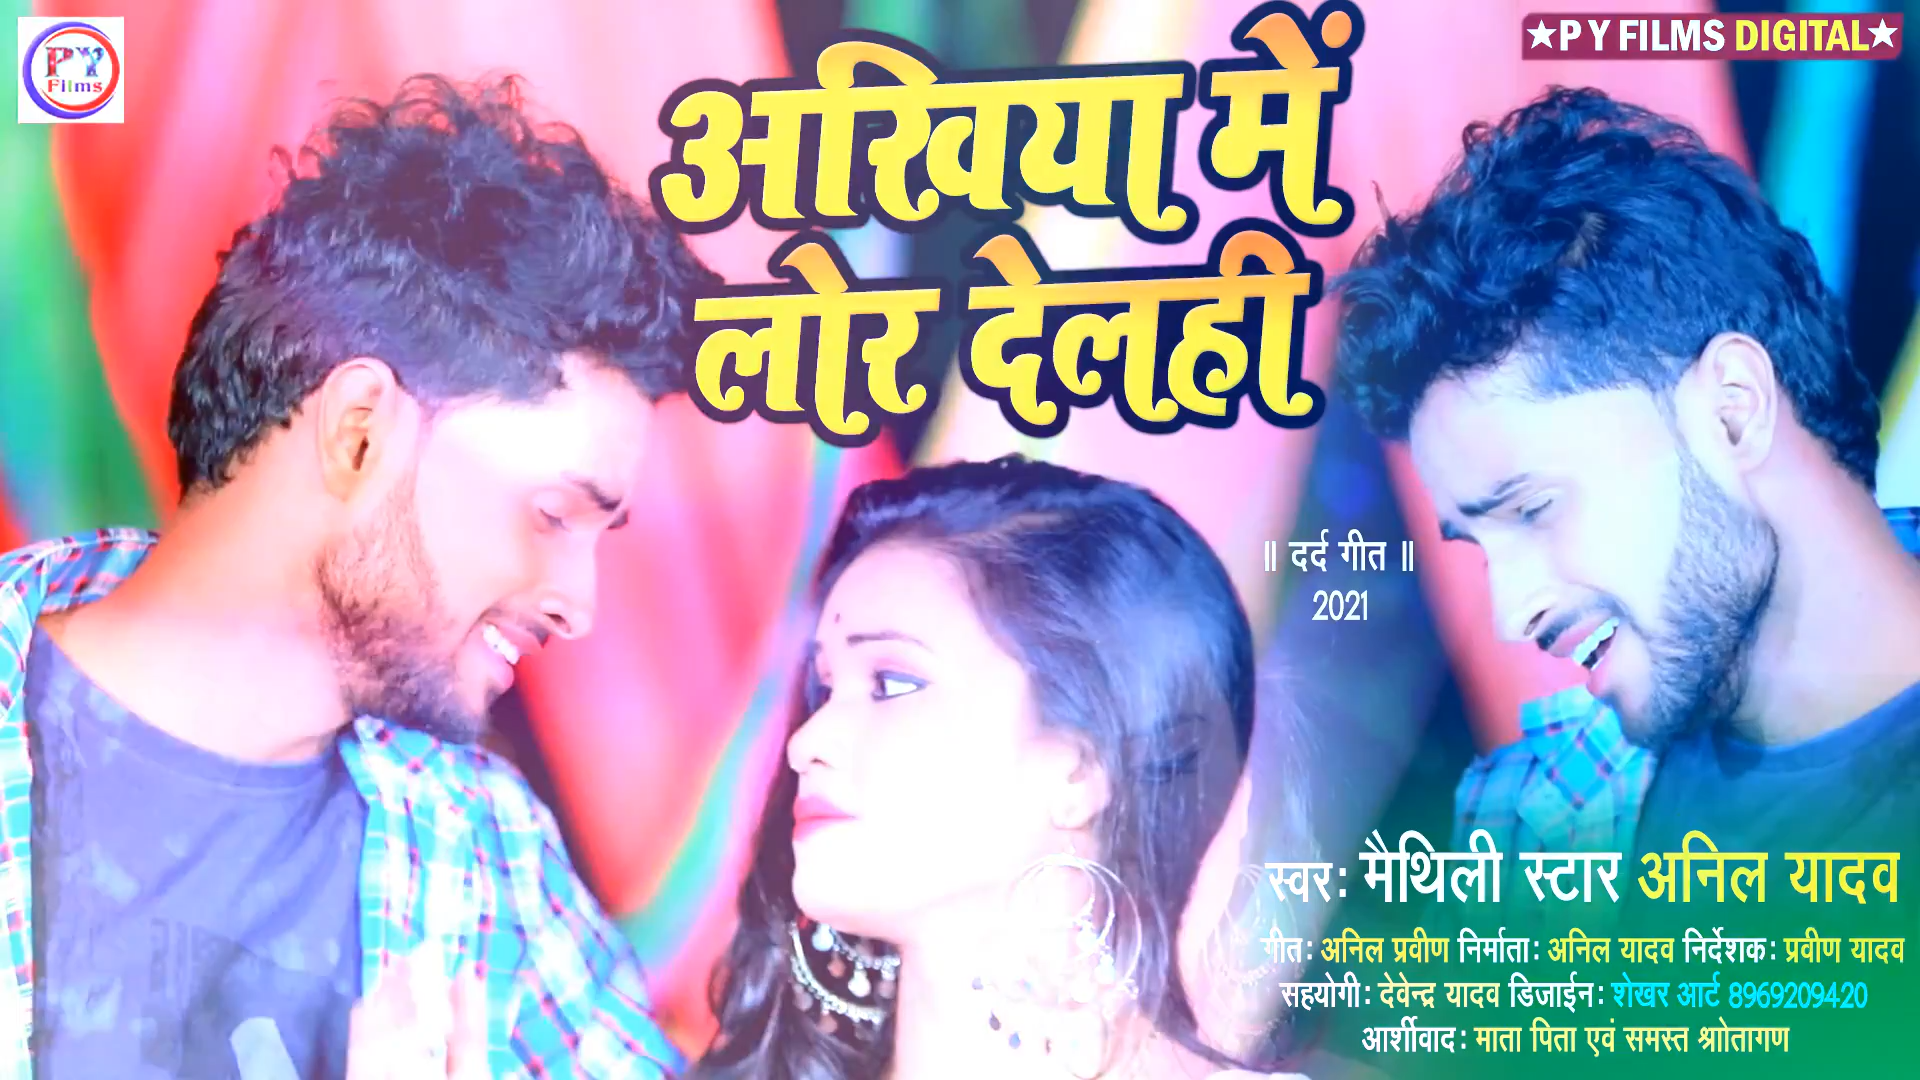 PY
Films
★P Y FILMS DIGITAL★
अखिया में
लोर देलही
॥ दर्द गीत ॥
2021
स्वर: मैथिली स्टार अनिल यादव
गीत: अनिल प्रवीण निर्माता: अनिल यादव निर्देशक: प्रवीण यादव
सहयोगी: देवेन्द्र यादव डिजाईन: शेखर आर्ट 8969209420
आर्शीवाद: माता पिता एवं समस्त श्राोतागण